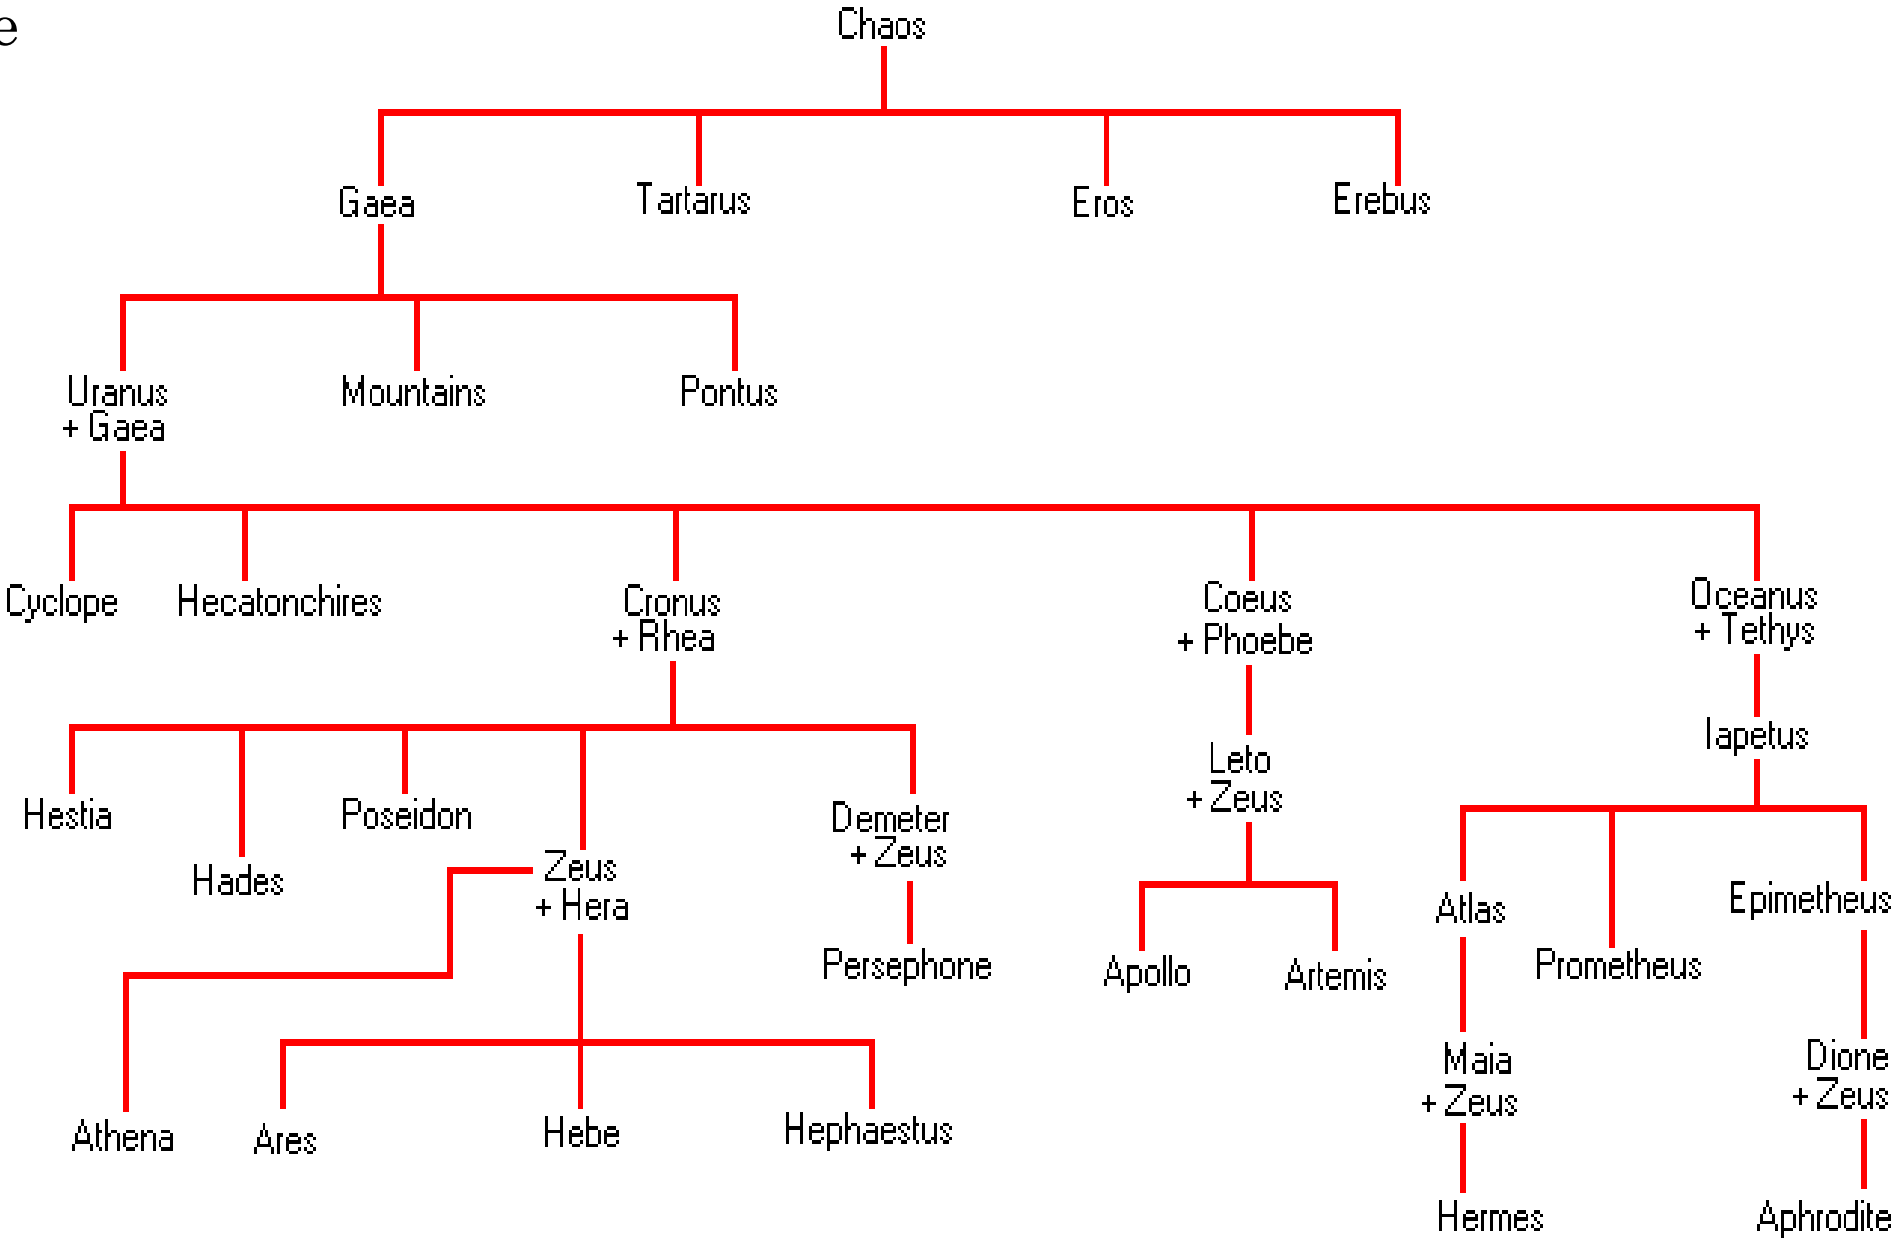 e
Chaos
Gaea Tartarus Eros Erebus
Uranus Mountains Pontus
+ Gaea
Cyclope Hecatonchires Cronus Coeus Oceanus
+ Rhea + Phoebe + Tethys
Iapetus
Leto
+ Zeus
Hestia Poseidon Demeter
+ Zeus
Hades Zeus
+ Hera
Atlas Epimetheus
Persephone Apollo Artemis Prometheus
Maia Dione
+ Zeus + Zeus
Athena Ares Hebe Hephaestus
Hermes Aphrodite